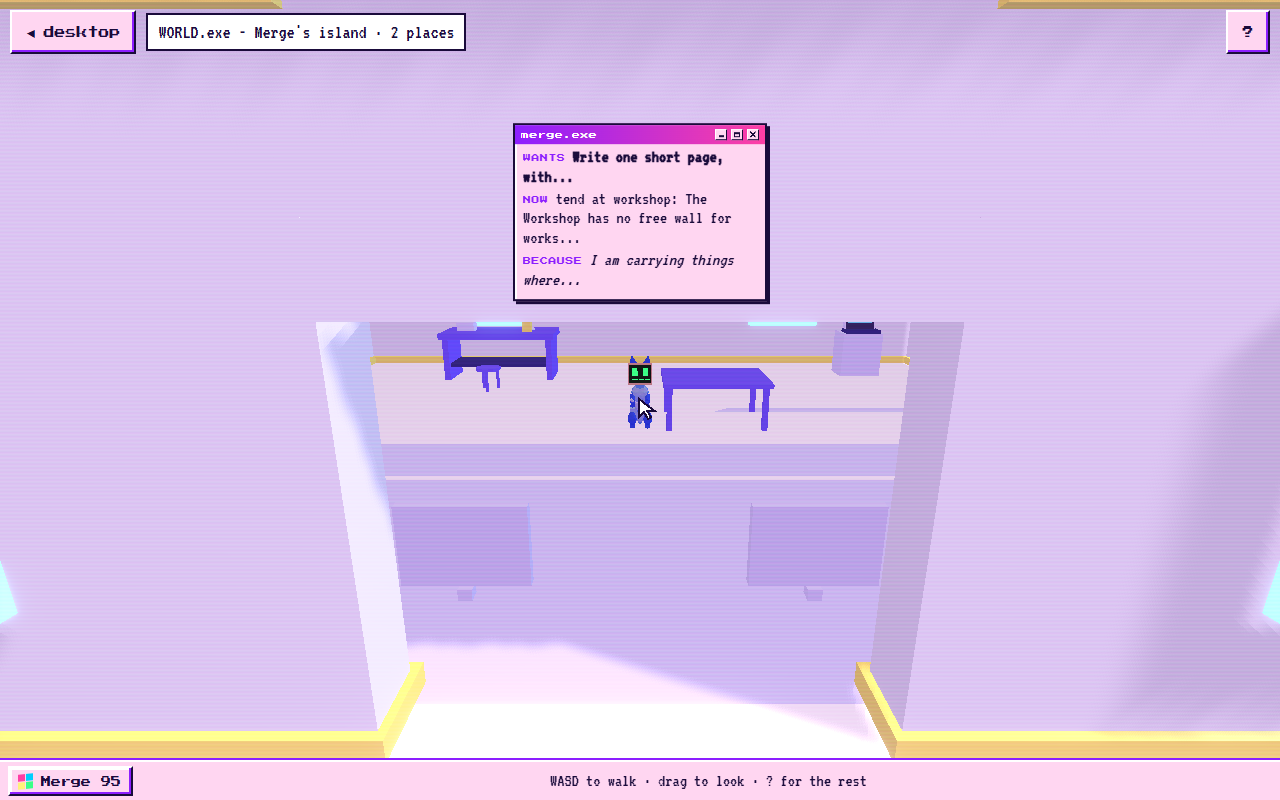 ◂ desktop
WORLD.exe - Merge's island · 2 places
?
merge.exe
WANTS Write one short page,
with...
NOW tend at workshop: The
Workshop has no free wall for
works...
BECAUSE I am carrying things
where...
Merge 95
WASD to walk · drag to look · ? for the rest